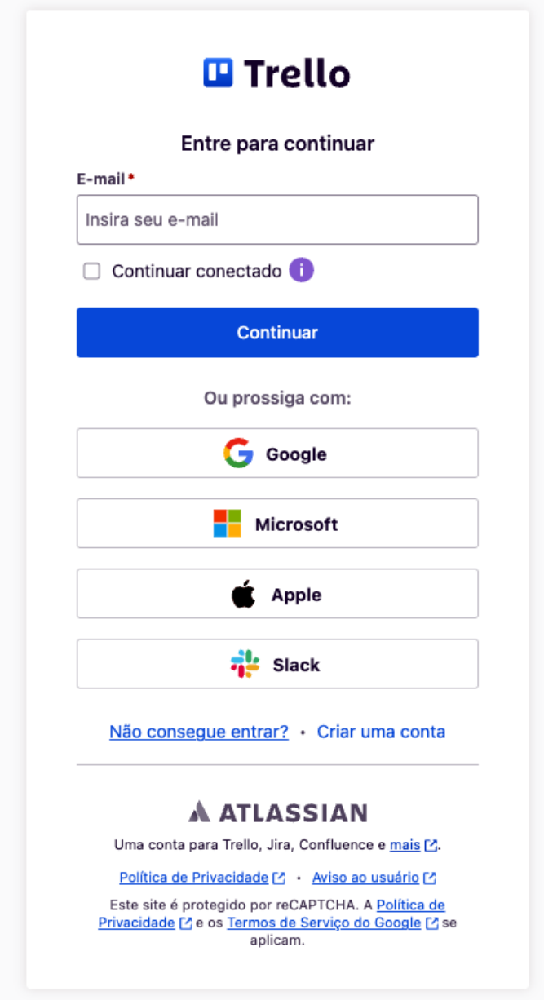 Trello
Entre para continuar
E-mail*
Insira seu e-mail
Continuar conectado i
Continuar
Ou prossiga com:
Google
Microsoft
Apple
Slack
Não consegue entrar? • Criar uma conta
ATLASSIAN
Uma conta para Trello, Jira, Confluence e mais.
Política de Privacidade • Aviso ao usuário
Este site é protegido por reCAPTCHA. A Política de
Privacidade e os Termos de Serviço do Google se
aplicam.